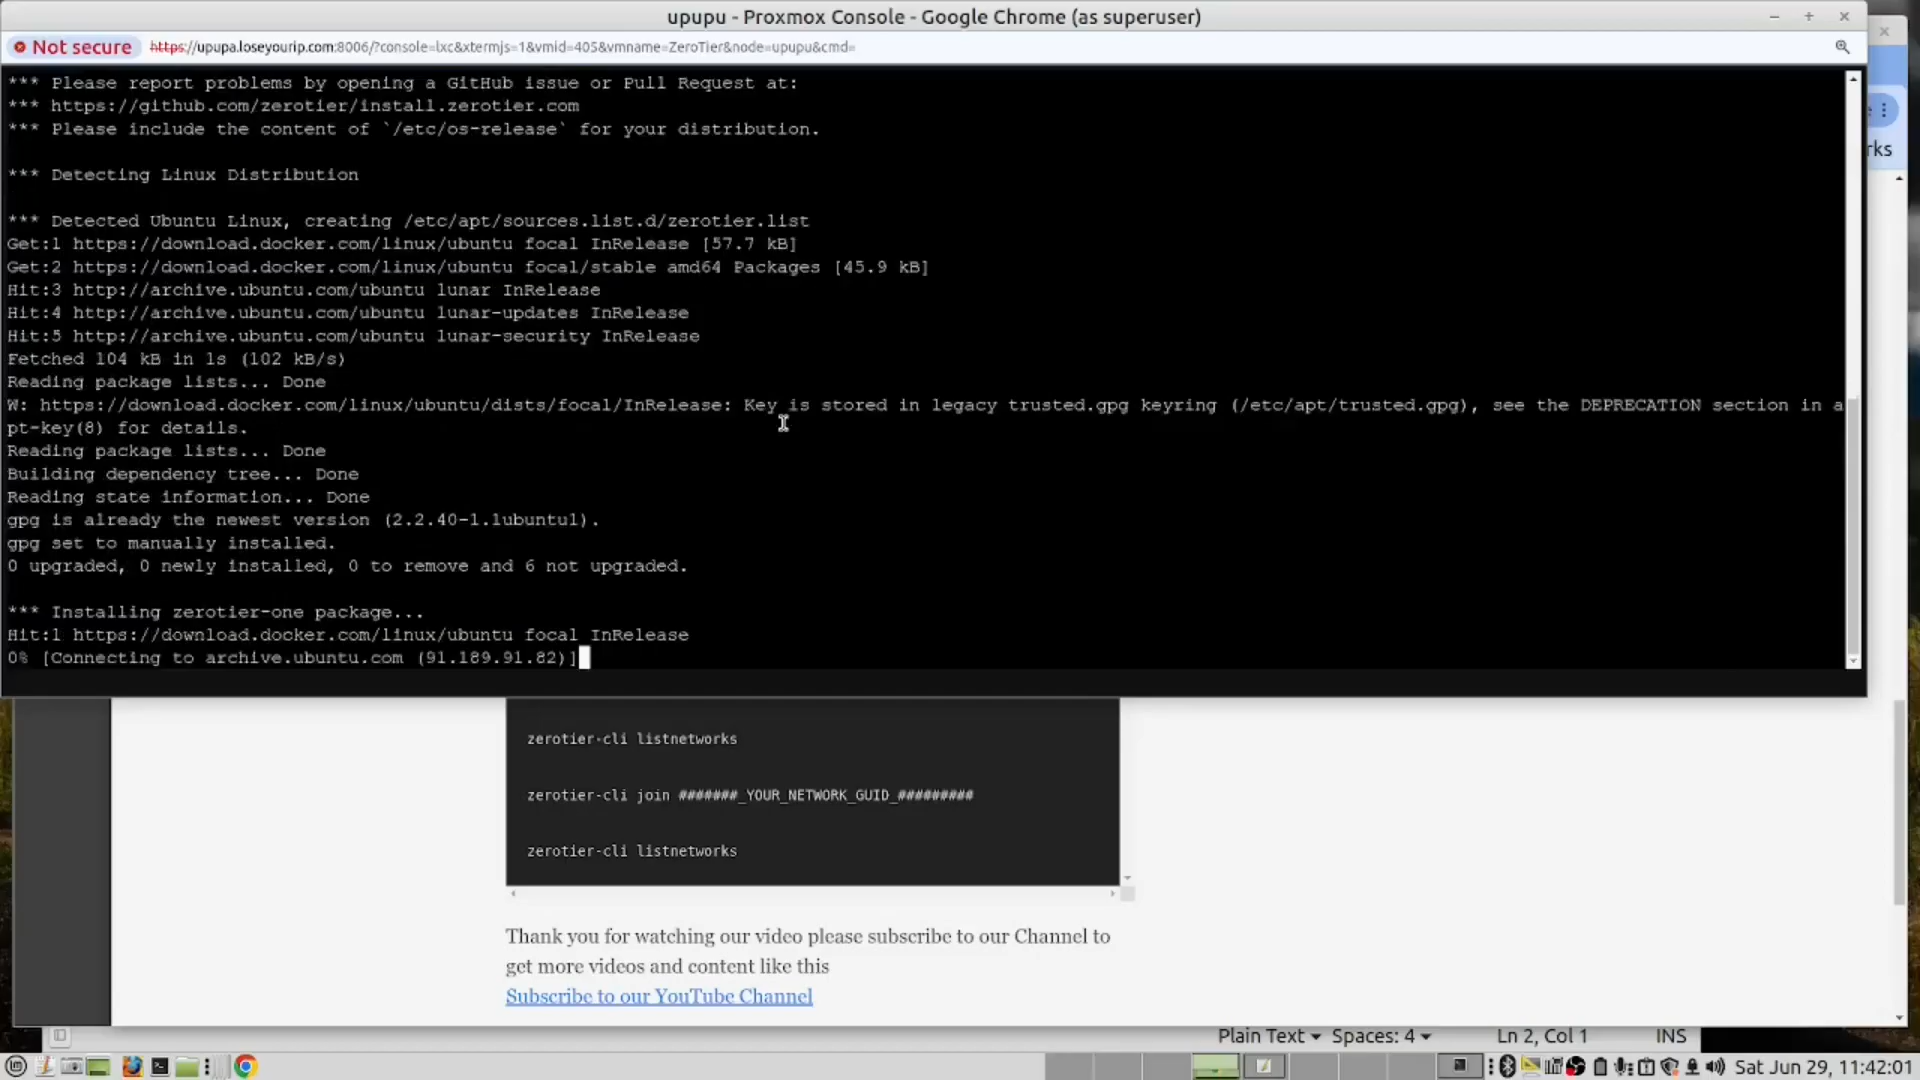 upupu - Proxmox Console - Google Chrome (as superuser)
Not secure https://upupa.loseyourip.com:8006/?console=lxc&xtermjs=1&vmid=405&vmname=ZeroTier&node=upupu&cmd=
*** Please report problems by opening a GitHub issue or Pull Request at:
*** https://github.com/zerotier/install.zerotier.com
*** Please include the content of `/etc/os-release` for your distribution.
*** Detecting Linux Distribution
*** Detected Ubuntu Linux, creating /etc/apt/sources.list.d/zerotier.list
Get:1 https://download.docker.com/linux/ubuntu focal InRelease [57.7 kB]
Get:2 https://download.docker.com/linux/ubuntu focal/stable amd64 Packages [45.9 kB]
Hit:3 http://archive.ubuntu.com/ubuntu lunar InRelease
Hit:4 http://archive.ubuntu.com/ubuntu lunar-updates InRelease
Hit:5 http://archive.ubuntu.com/ubuntu lunar-security InRelease
Fetched 104 kB in 1s (102 kB/s)
Reading package lists... Done
W: https://download.docker.com/linux/ubuntu/dists/focal/InRelease: Key is stored in legacy trusted.gpg keyring (/etc/apt/trusted.gpg), see the DEPRECATION section in a
pt-key(8) for details.
Reading package lists... Done
Building dependency tree... Done
Reading state information... Done
gpg is already the newest version (2.2.40-1.1ubuntu1).
gpg set to manually installed.
0 upgraded, 0 newly installed, 0 to remove and 6 not upgraded.
*** Installing zerotier-one package...
Hit:1 https://download.docker.com/linux/ubuntu focal InRelease
0% [Connecting to archive.ubuntu.com (91.189.91.82)]
zerotier-cli listnetworks
zerotier-cli join #######_YOUR_NETWORK_GUID_#########
zerotier-cli listnetworks
Thank you for watching our video please subscribe to our Channel to
get more videos and content like this
Subscribe to our YouTube Channel
Plain Text Spaces: 4 Ln 2, Col 1 INS
Sat Jun 29, 11:42:01